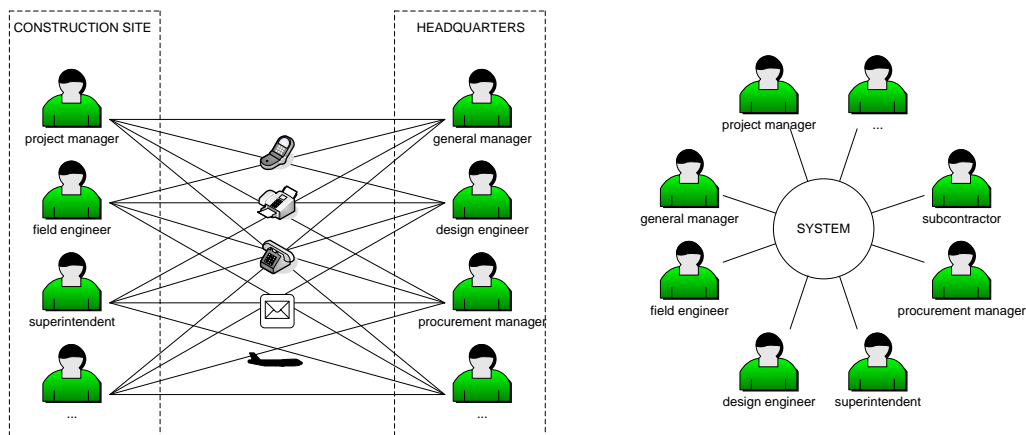 CONSTRUCTION SITE
project manager
field engineer
superintendent
...
HEADQUARTERS
general manager
design engineer
procurement manager
...
project manager
...
general manager
subcontractor
SYSTEM
field engineer
procurement manager
design engineer
superintendent